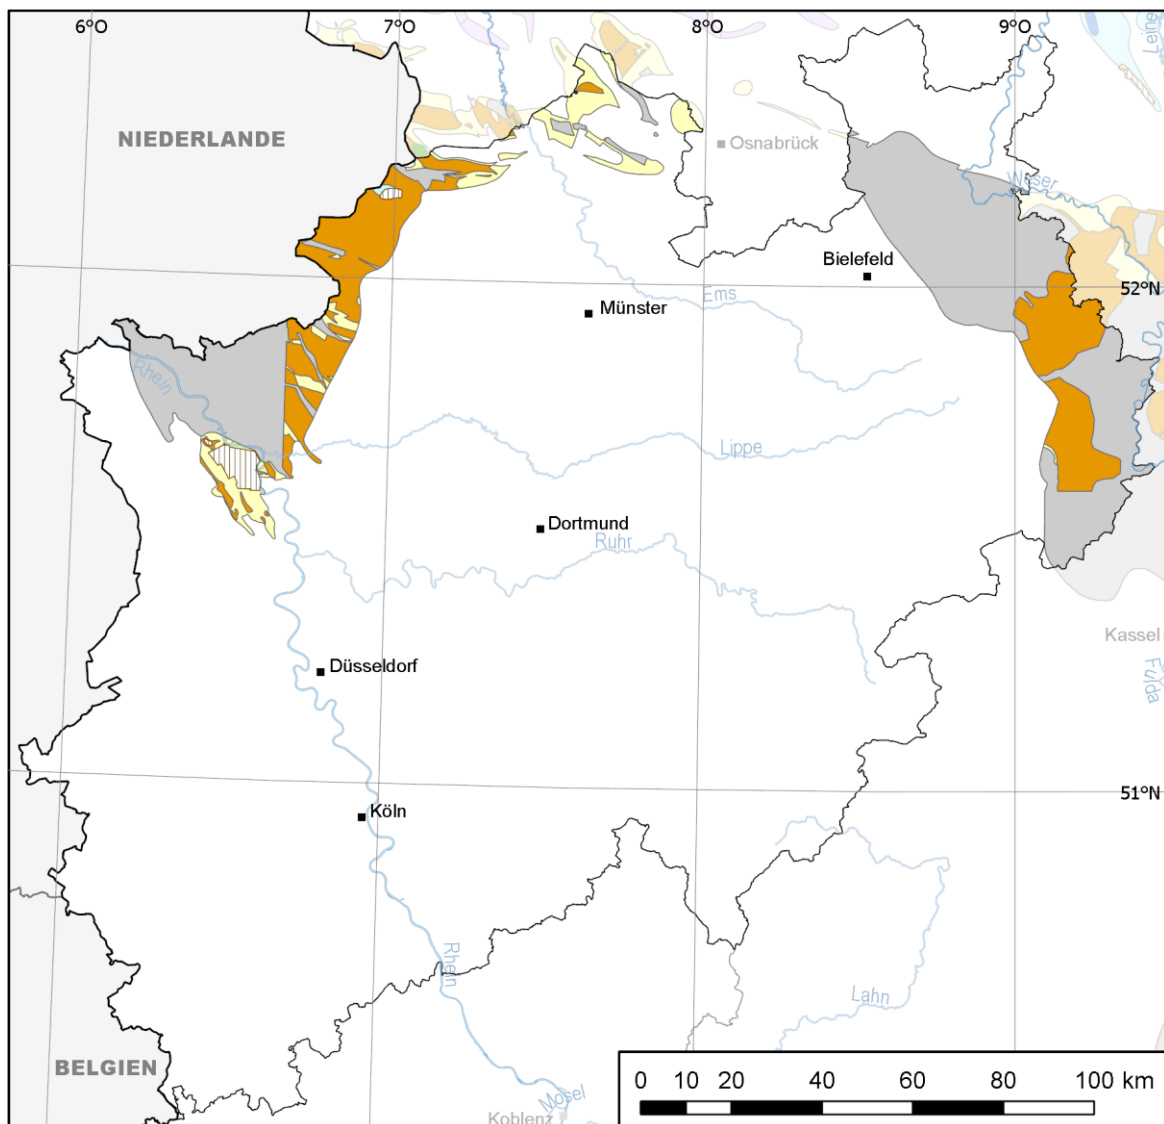 6°O
7°O
8°O
9°O
Leine
NIEDERLANDE
Osnabrück
Weser
Bielefeld
52°N
Ems
Münster
Rhein
Lippe
Dortmund
Ruhr
Kassel
Fulda
Düsseldorf
51°N
Köln
Rhein
Lahn
BELGIEN
Mosel
Koblenz
0 10 20 40 60 80 100 km